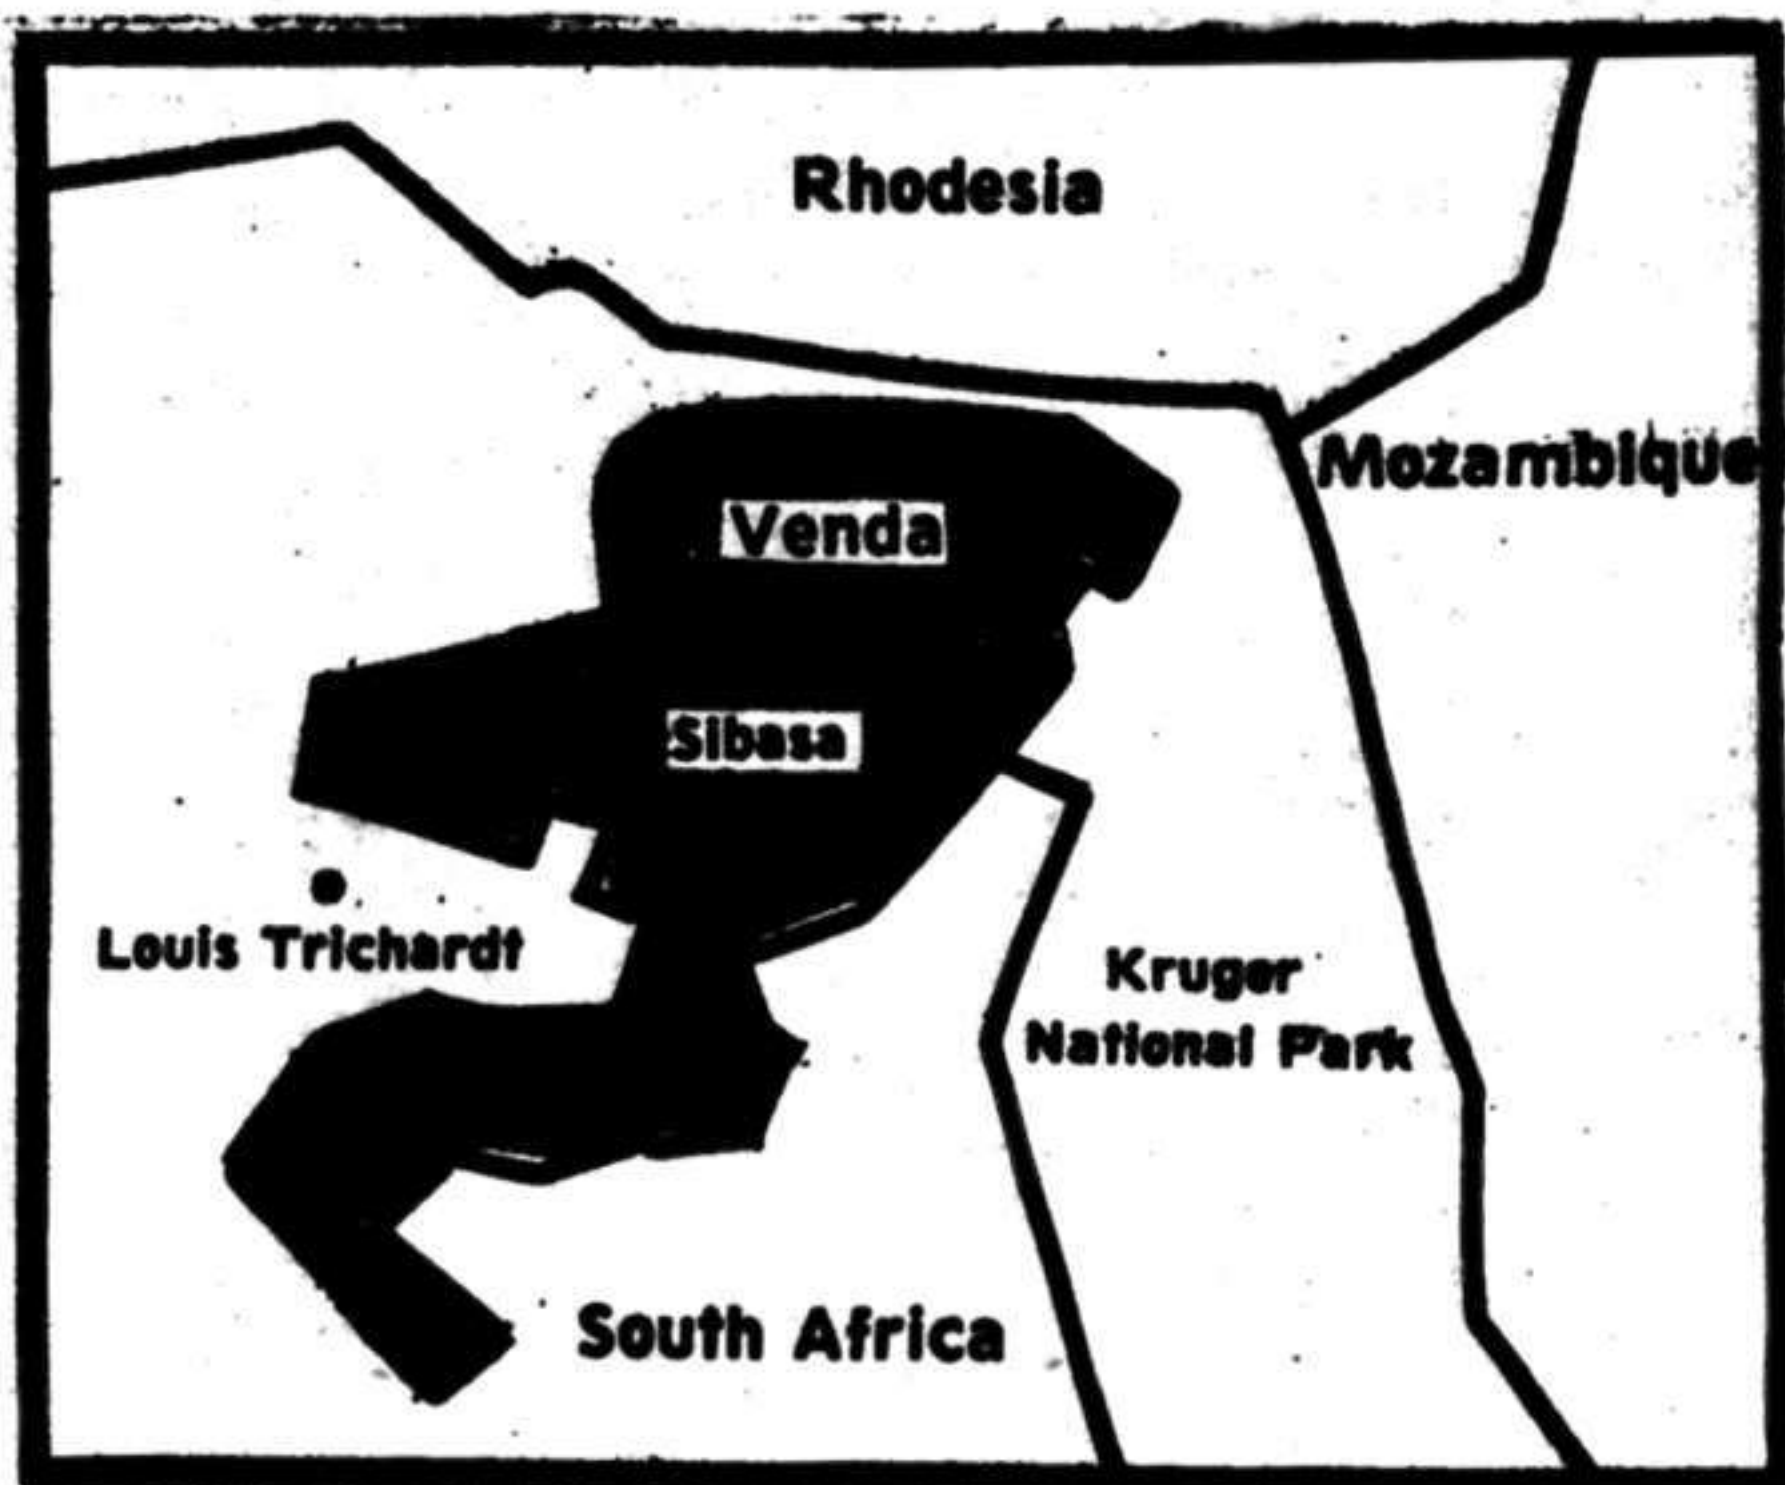 Rhodesia
Mozambique
Venda
Sibasa
Louis Trichardt
Kruger
National Park
South Africa